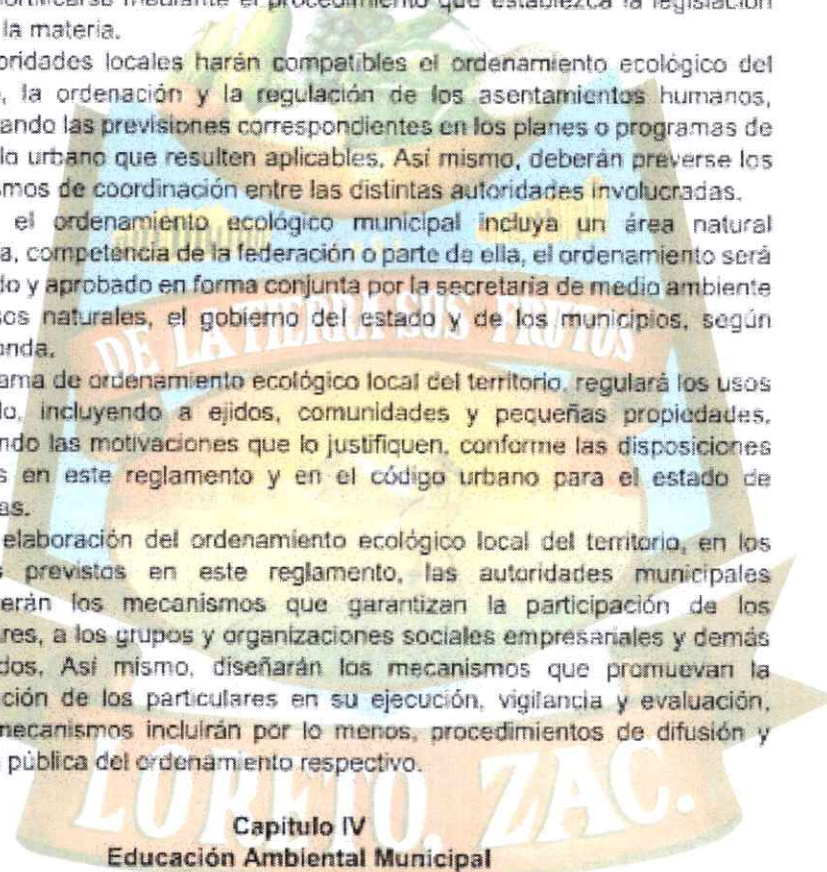 mediante el procedimiento que establezca la legislación
la materia.
oridades locales harán compatibles el ordenamiento ecológico del
, la ordenación y la regulación de los asentamientos humanos,
ando las previsiones correspondientes en los planes o programas de
lo urbano que resulten aplicables. Así mismo, deberán preverse los
smos de coordinación entre las distintas autoridades involucradas.
el ordenamiento ecológico municipal incluya un área natural
a, competencia de la federación o parte de ella, el ordenamiento será
do y aprobado en forma conjunta por la secretaria de medio ambiente
sos naturales, el gobierno del estado y de los municipios, según
onda.
DE LA TIERRA SUS FRUTOS
ama de ordenamiento ecológico local del territorio, regulará los usos
lo, incluyendo a ejidos, comunidades y pequeñas propiedades,
ndo las motivaciones que lo justifiquen, conforme las disposiciones
s en este reglamento y en el código urbano para el estado de
as.
elaboración del ordenamiento ecológico local del territorio, en los
s previstos en este reglamento, las autoridades municipales
erán los mecanismos que garantizan la participación de los
ares, a los grupos y organizaciones sociales empresariales y demás
dos. Así mismo, diseñarán los mecanismos que promuevan la
ción de los particulares en su ejecución, vigilancia y evaluación,
mecanismos incluirán por lo menos, procedimientos de difusión y
pública del ordenamiento respectivo.
LORETO, ZAC.
Capitulo IV
Educación Ambiental Municipal